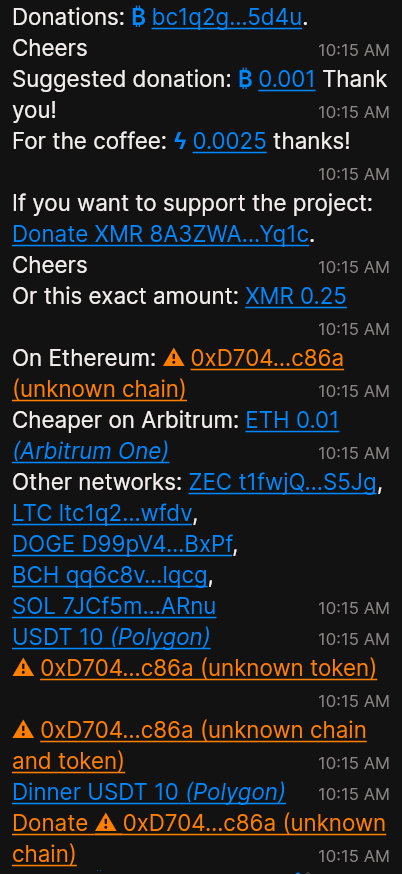 Donations: ₿ bc1q2g...5d4u.
Cheers 10:15 AM
Suggested donation: ₿ 0.001 Thank
you! 10:15 AM
For the coffee: ϟ 0.0025 thanks!
10:15 AM
If you want to support the project:
Donate XMR 8A3ZWA...Yq1c.
Cheers 10:15 AM
Or this exact amount: XMR 0.25
10:15 AM
On Ethereum: ⚠ 0xD704...c86a
(unknown chain) 10:15 AM
Cheaper on Arbitrum: ETH 0.01
(Arbitrum One) 10:15 AM
Other networks: ZEC t1fwjQ...S5Jg,
LTC ltc1q2...wfdv,
DOGE D99pV4...BxPf,
BCH qq6c8v...lqcg,
SOL 7JCf5m...ARnu 10:15 AM
USDT 10 (Polygon) 10:15 AM
⚠ 0xD704...c86a (unknown token)
10:15 AM
⚠ 0xD704...c86a (unknown chain
and token) 10:15 AM
Dinner USDT 10 (Polygon) 10:15 AM
Donate ⚠ 0xD704...c86a (unknown
chain) 10:15 AM